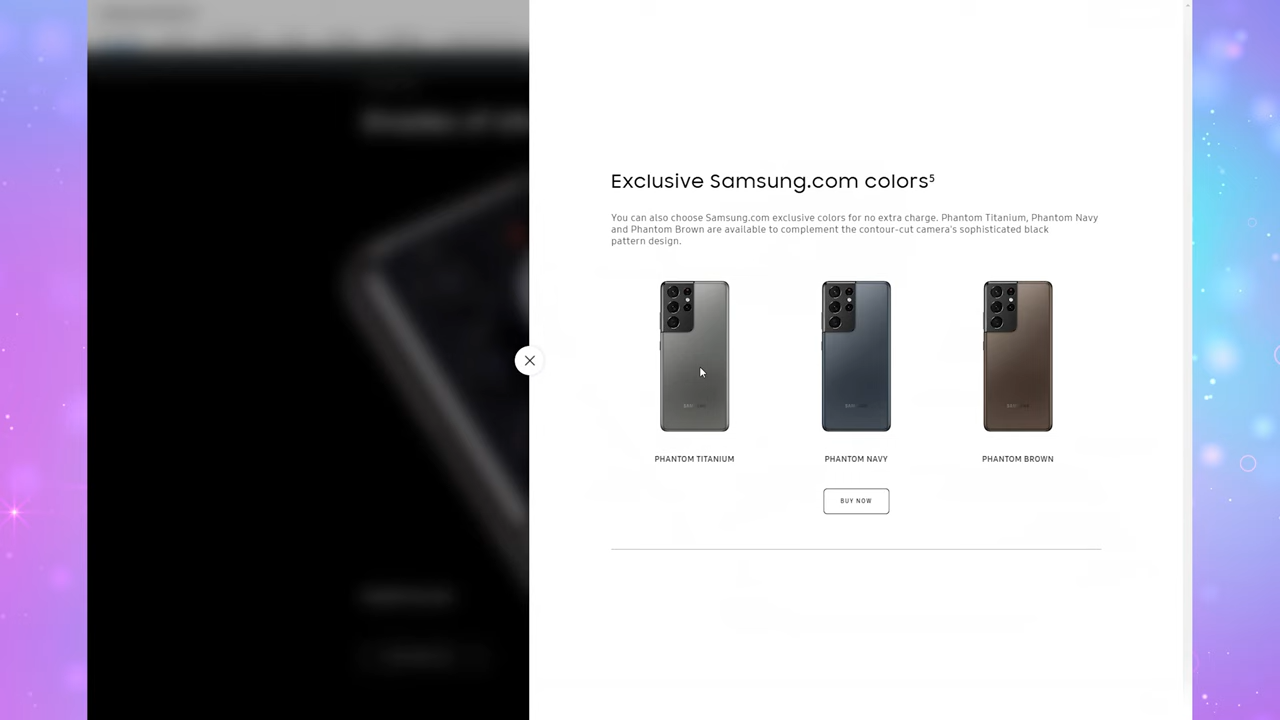 Exclusive Samsung.com colors⁵
You can also choose Samsung.com exclusive colors for no extra charge. Phantom Titanium, Phantom Navy
and Phantom Brown are available to complement the contour-cut camera's sophisticated black
pattern design.
PHANTOM TITANIUM PHANTOM NAVY PHANTOM BROWN
BUY NOW